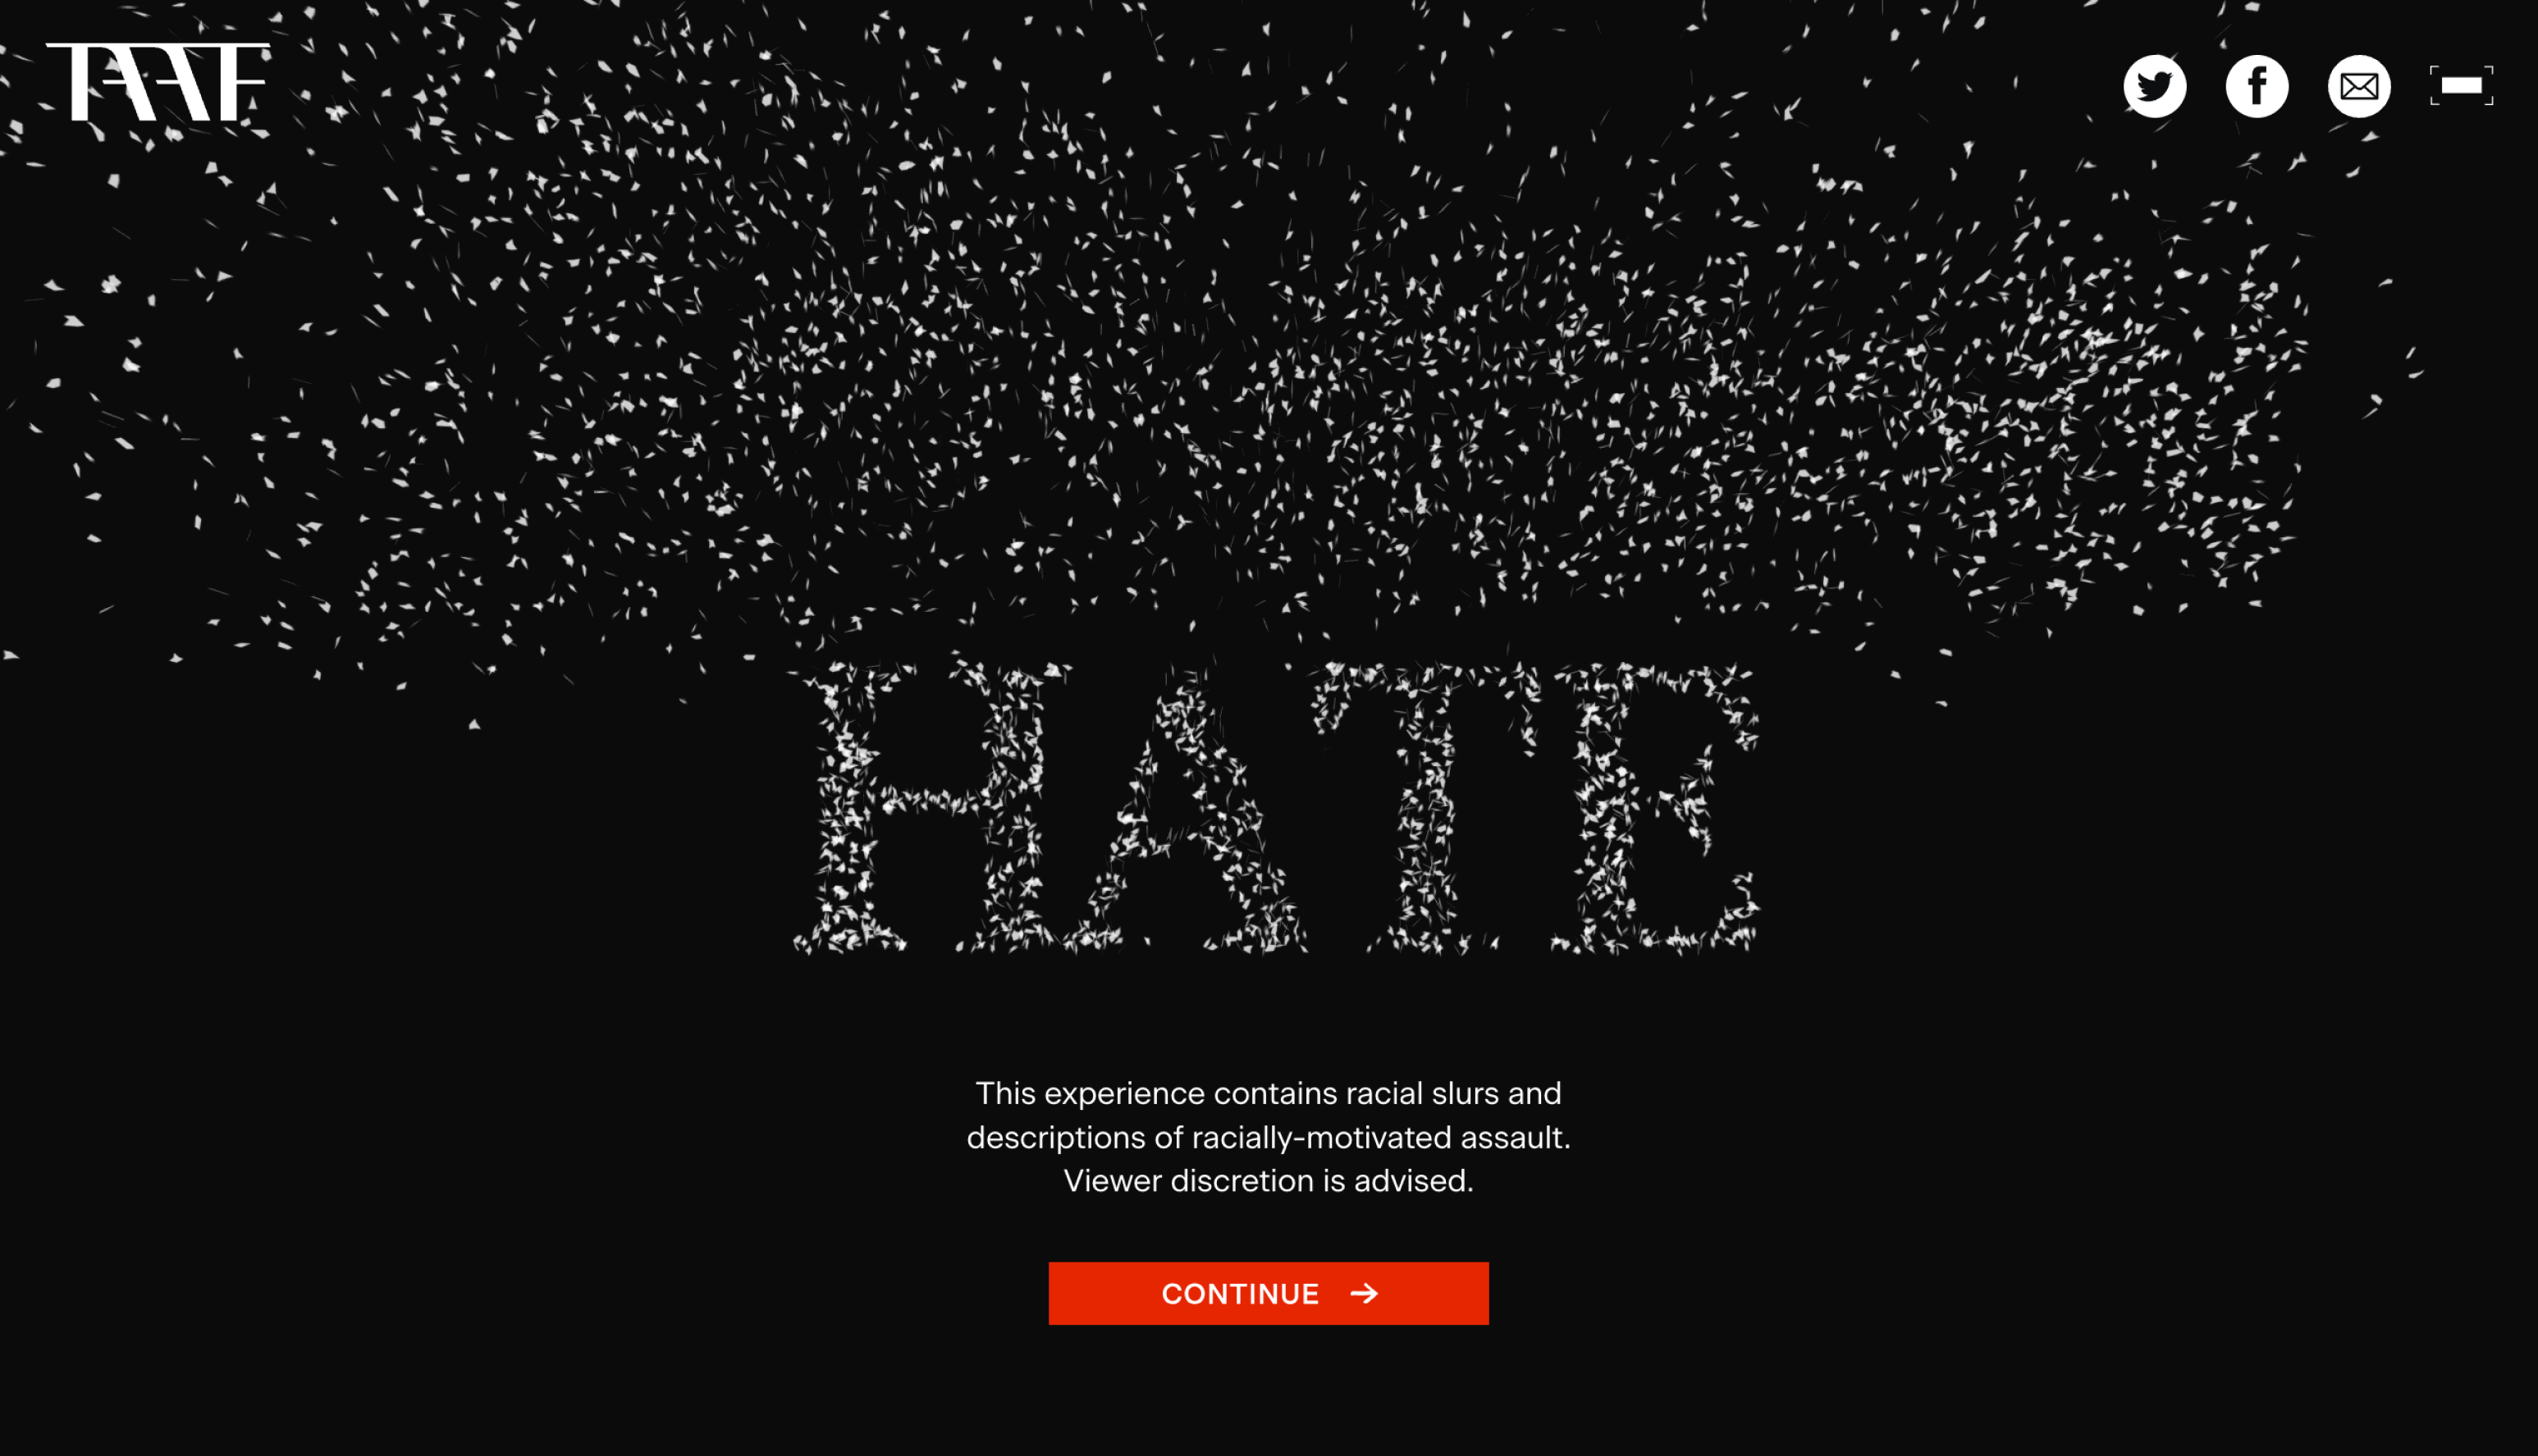 TAAF
HATE
This experience contains racial slurs and
descriptions of racially-motivated assault.
Viewer discretion is advised.
CONTINUE →